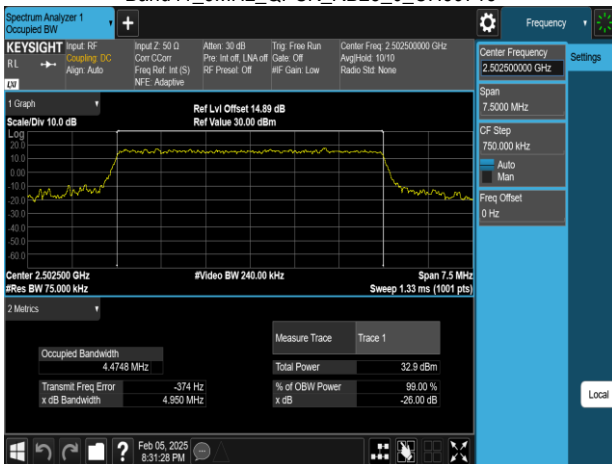 Spectrum Analyzer 1
Occupied BW
+
Frequency
KEYSIGHT
RL
LXI
Input: RF
Coupling: DC
Align: Auto
Input Z: 50 Ω
Corr CCorr
Freq Ref: Int (S)
NFE: Adaptive
Atten: 30 dB
Pre: Int off, LNA off
RF Preset: Off
Trig: Free Run
Gate: Off
#IF Gain: Low
Center Freq: 2.502500000 GHz
Avg|Hold: 10/10
Radio Std: None
Center Frequency
2.502500000 GHz
Settings
Span
7.5000 MHz
CF Step
750.000 kHz
Auto
Man
Freq Offset
0 Hz
Local
1 Graph
Scale/Div 10.0 dB
Ref Lvl Offset 14.89 dB
Ref Value 30.00 dBm
Log
20.0
10.0
0.00
-10.0
-20.0
-30.0
-40.0
-50.0
-60.0
Center 2.502500 GHz
#Video BW 240.00 kHz
Span 7.5 MHz
#Res BW 75.000 kHz
Sweep 1.33 ms (1001 pts)
2 Metrics
Measure Trace
Trace 1
Occupied Bandwidth
4.4748 MHz
Total Power
32.9 dBm
Transmit Freq Error
-374 Hz
% of OBW Power
99.00 %
x dB Bandwidth
4.950 MHz
x dB
-26.00 dB
?
Feb 05, 2025
8:31:28 PM